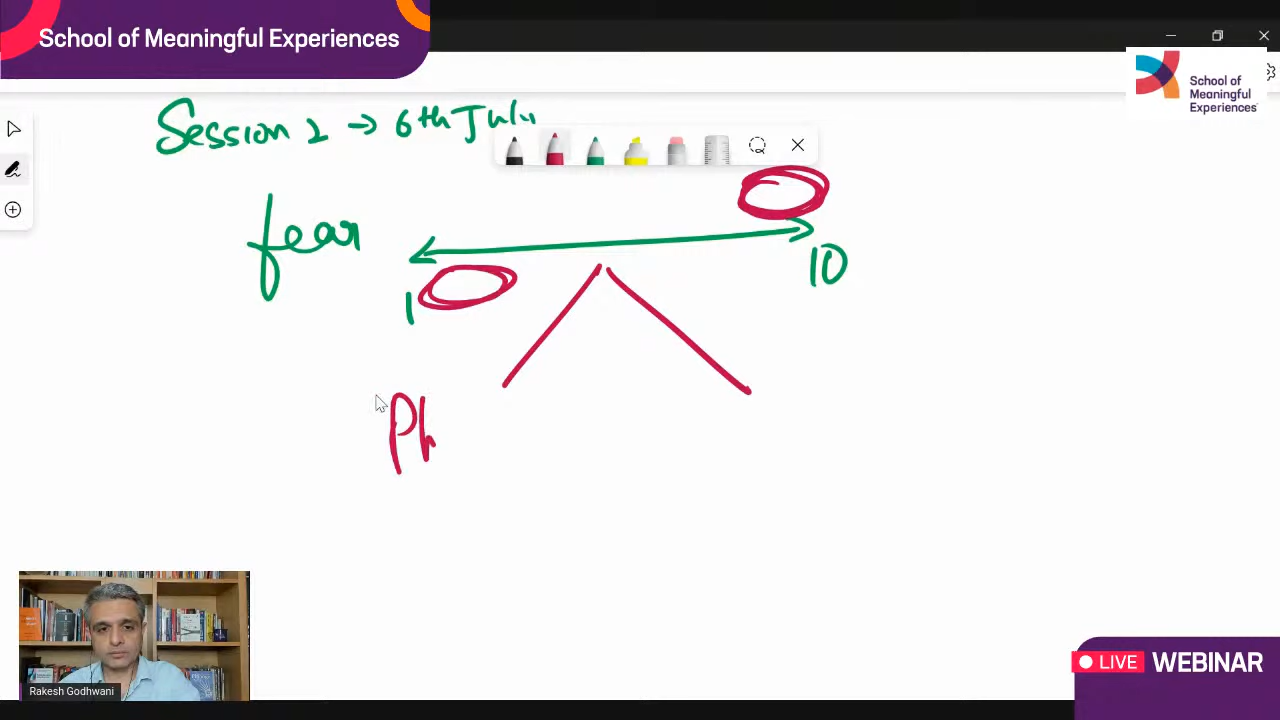 School of Meaningful Experiences
School of
Meaningful
Experiences
Session 2 → 6th July
fear
1
10
Ph
Rakesh Godhwani
LIVE WEBINAR